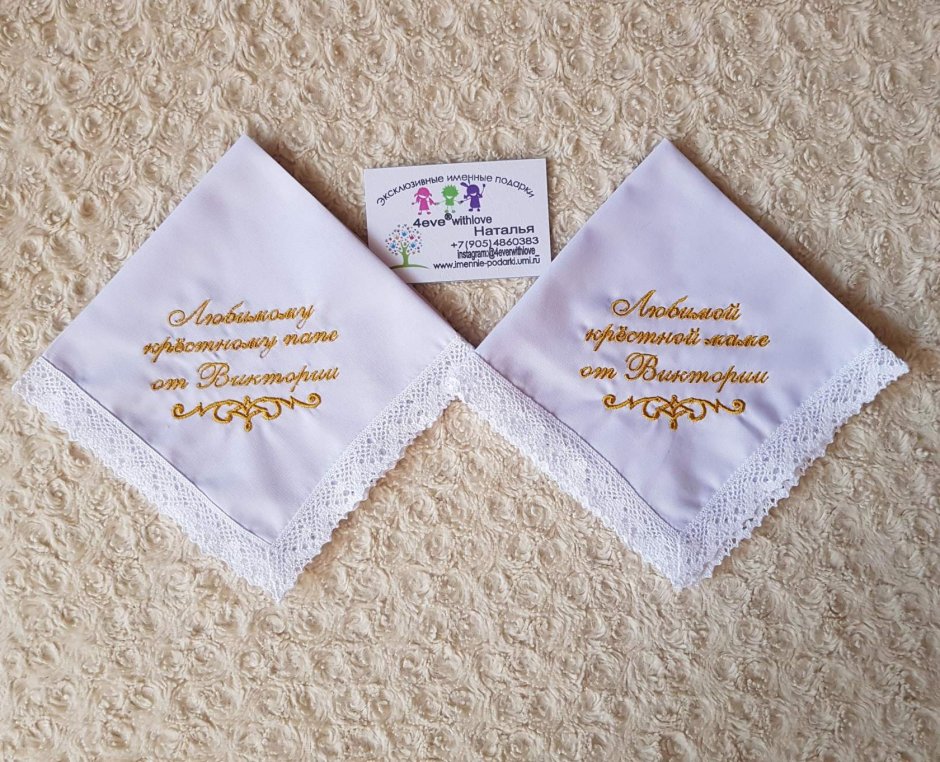 Эксклюзивные именные подарки
4eve®withlove
Наталья
+7(905)4860383
instagram:@4everwithlove_
www.imennie-podarki.umi.ru
Любимому
крёстному папе
от Виктории
Любимой
крёстной маме
от Виктории